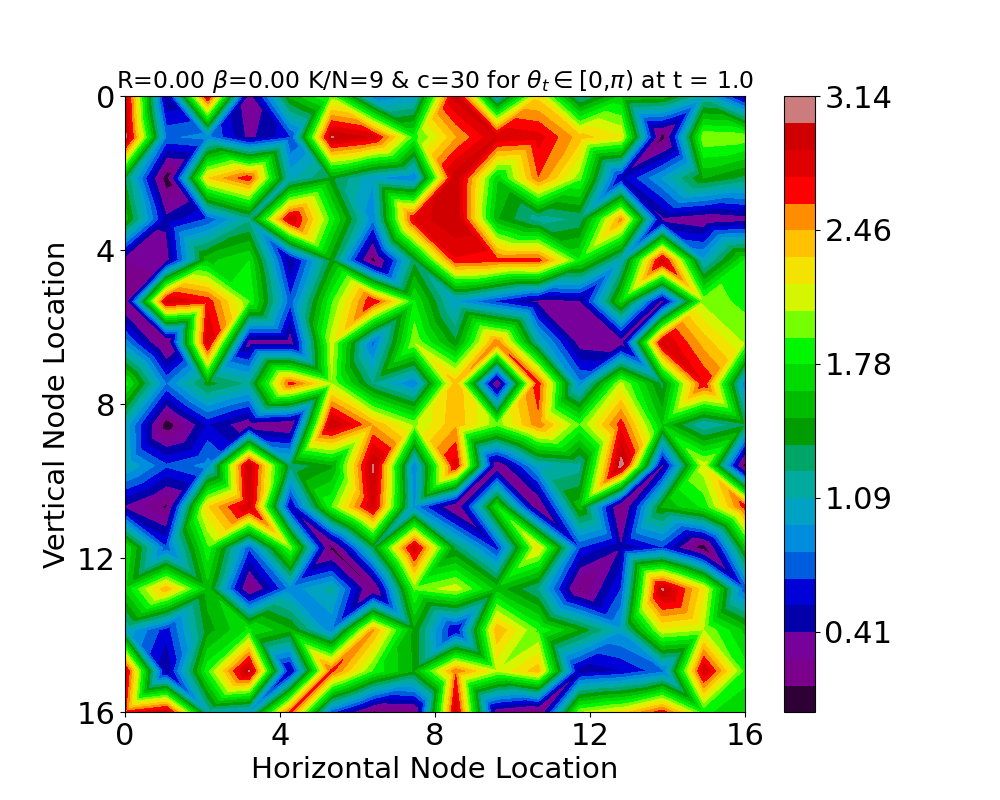 R=0.00 β=0.00 K/N=9 & c=30 for θₜ ∈ [0,π) at t = 1.0
0
4
8
12
16
Vertical Node Location
0 4 8 12 16
Horizontal Node Location
3.14
2.46
1.78
1.09
0.41